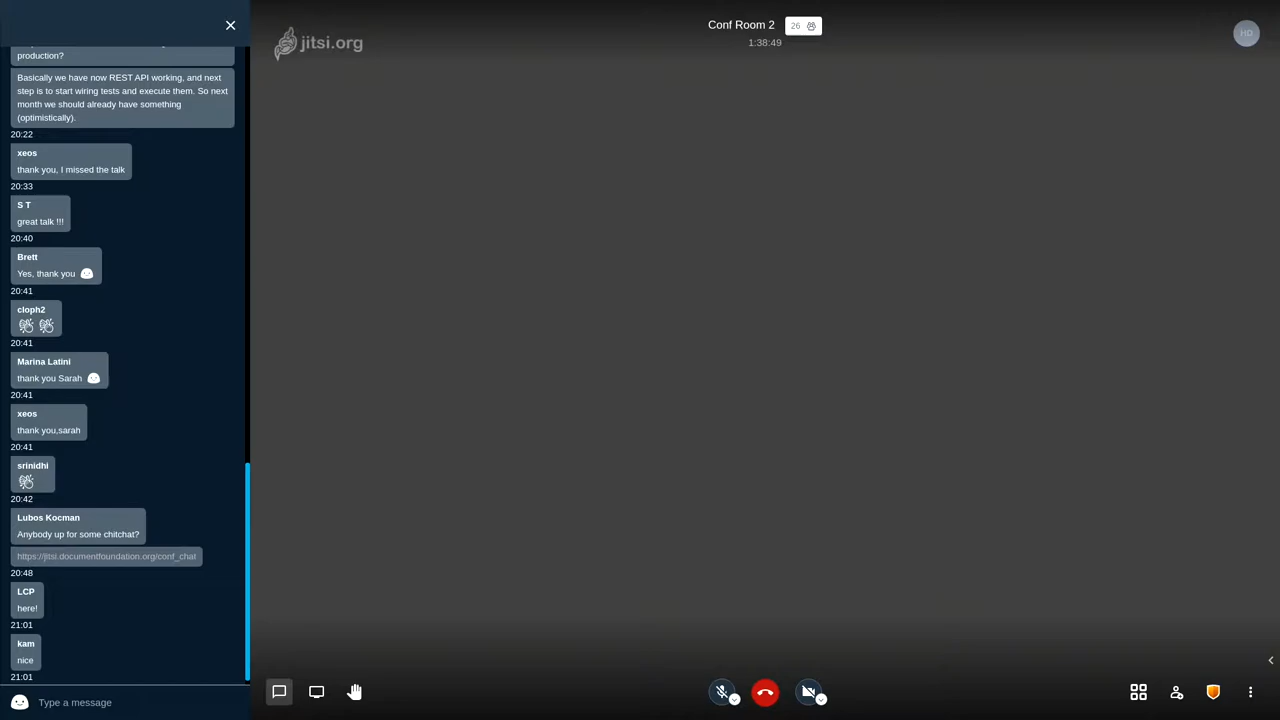 production?
Basically we have now REST API working, and next
step is to start wiring tests and execute them. So next
month we should already have something
(optimistically).
20:22
xeos
thank you, I missed the talk
20:33
S T
great talk !!!
20:40
Brett
Yes, thank you
20:41
cloph2
20:41
Marina Latini
thank you Sarah
20:41
xeos
thank you,sarah
20:41
srinidhi
20:42
Lubos Kocman
Anybody up for some chitchat?
https://jitsi.documentfoundation.org/conf_chat
20:48
LCP
here!
21:01
kam
nice
21:01
Type a message
jitsi.org
Conf Room 2
26
1:38:49
HD